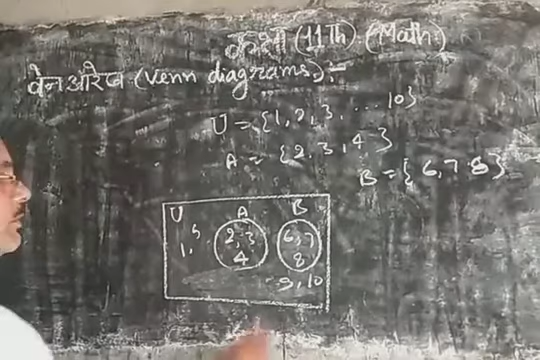 कक्षा (11th) (Math)
वेन आरेख (Venn diagrams) :-
U = {1, 2, 3, ... 10}
A = {2, 3, 4}
B = {6, 7 8}
U A B
1, 5 2, 3 6, 7
4 8
9, 10